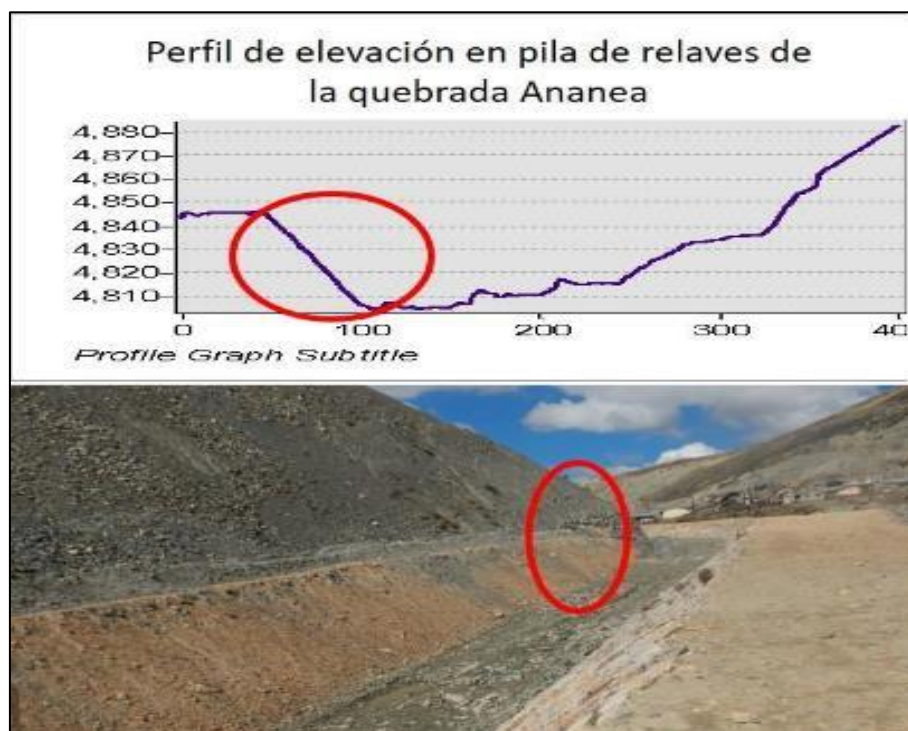 Perfil de elevación en pila de relaves de
la quebrada Ananea
4,880
4,870
4,860
4,850
4,840
4,830
4,820
4,810
0 100 200 300 40
Profile Graph Subtitle